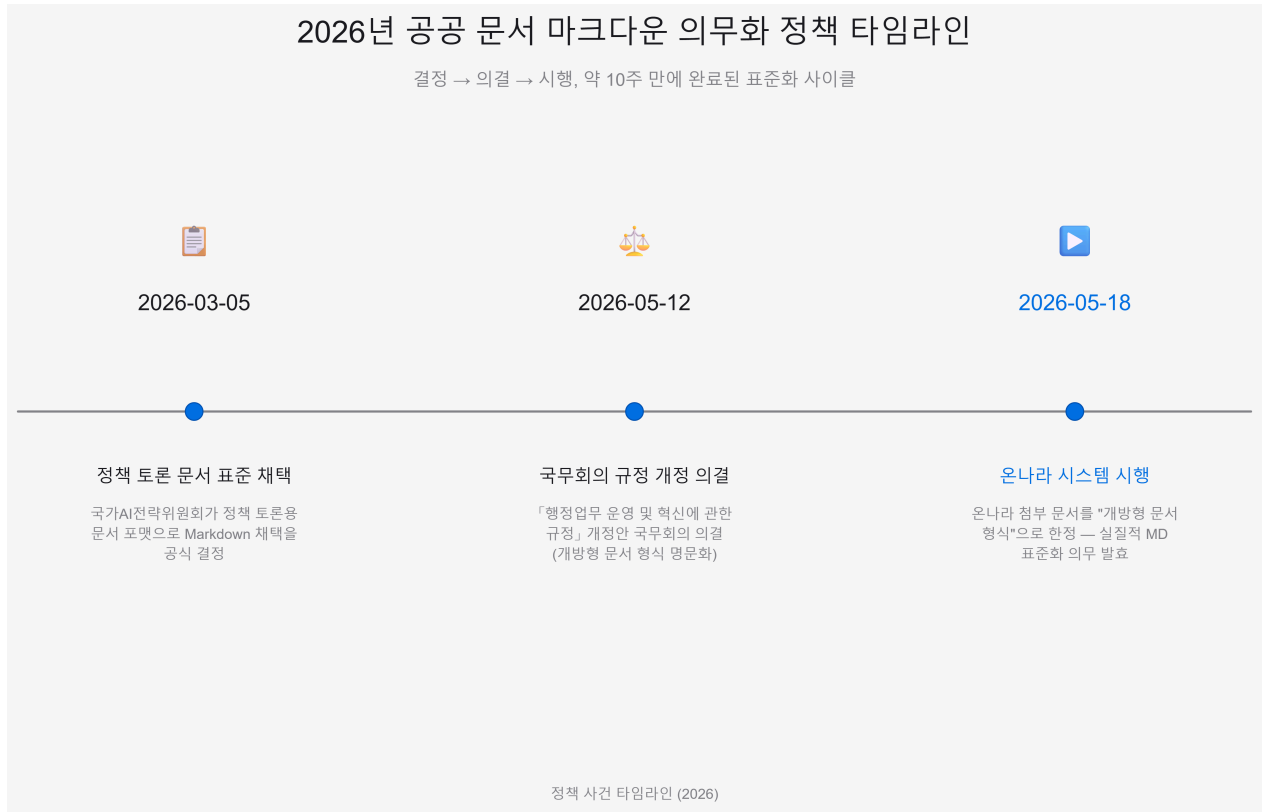 2026년 공공 문서 마크다운 의무화 정책 타임라인
결정 → 의결 → 시행, 약 10주 만에 완료된 표준화 사이클
2026-03-05
2026-05-12
2026-05-18
정책 토론 문서 표준 채택
국가AI전략위원회가 정책 토론용
문서 포맷으로 Markdown 채택을
공식 결정
국무회의 규정 개정 의결
「행정업무 운영 및 혁신에 관한
규정」 개정안 국무회의 의결
(개방형 문서 형식 명문화)
온나라 시스템 시행
온나라 첨부 문서를 "개방형 문서
형식"으로 한정 — 실질적 MD
표준화 의무 발효
정책 사건 타임라인 (2026)